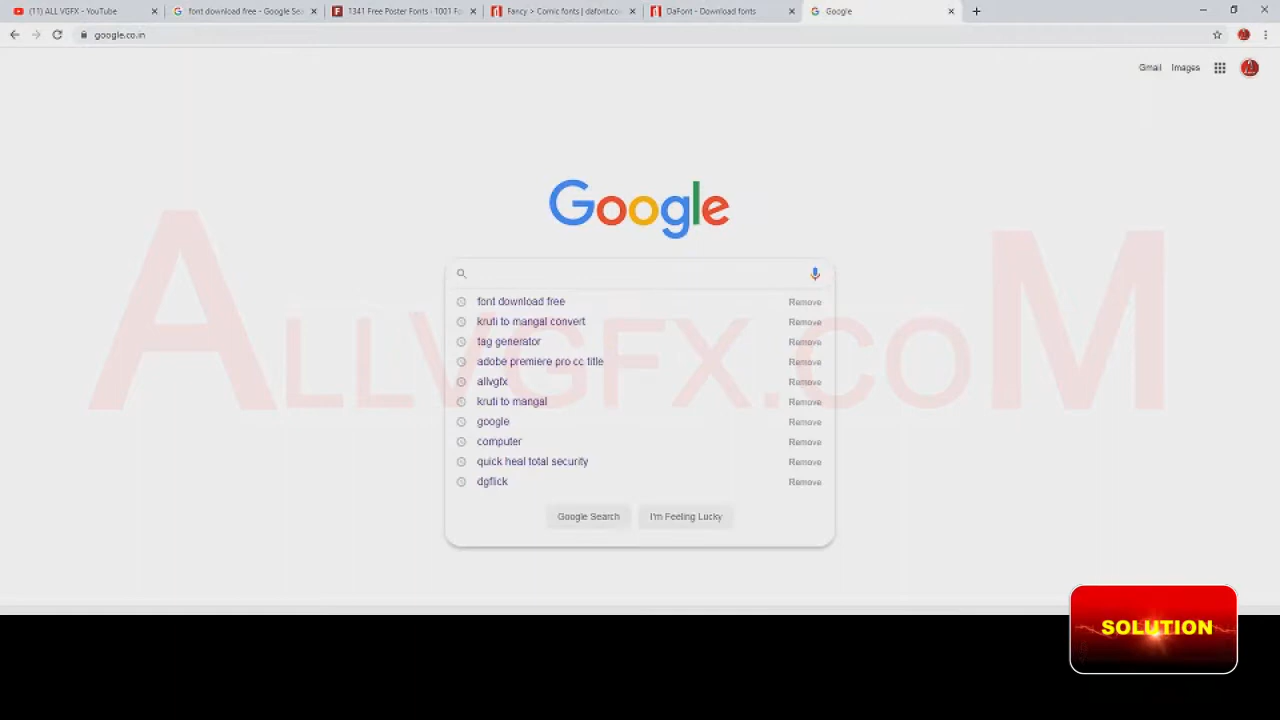 (11) ALL VGFX - YouTube
font download free - Google Sea
1341 Free Poster Fonts · 1001 F
Fancy > Comic fonts | dafont.co
DaFont - Download fonts
Google
google.co.in
Gmail Images
Google
font download free Remove
kruti to mangal convert Remove
tag generator Remove
adobe premiere pro cc title Remove
allvgfx Remove
kruti to mangal Remove
google Remove
computer Remove
quick heal total security Remove
dgflick Remove
Google Search I'm Feeling Lucky
ALLVGFX.COM
SOLUTION